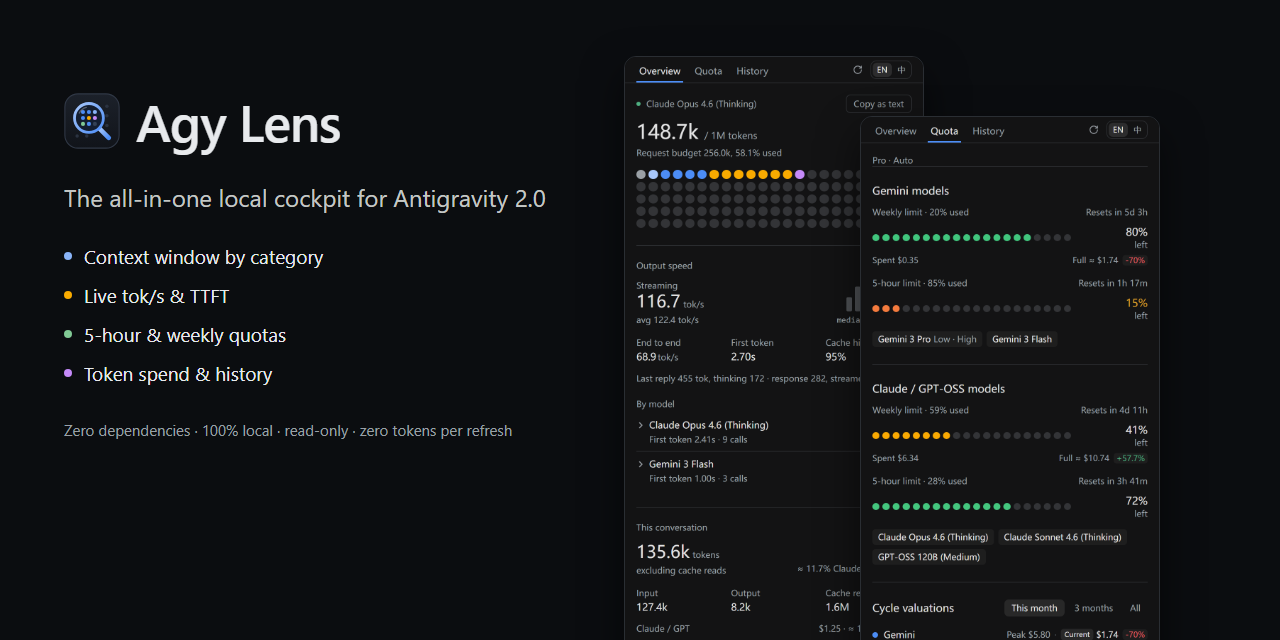 Agy Lens
The all-in-one local cockpit for Antigravity 2.0
Context window by category
Live tok/s & TTFT
5-hour & weekly quotas
Token spend & history
Zero dependencies · 100% local · read-only · zero tokens per refresh
Overview Quota History EN 中
Claude Opus 4.6 (Thinking) Copy as text
148.7k / 1M tokens
Request budget 256.0k, 58.1% used
Output speed
Streaming
116.7 tok/s
avg 122.4 tok/s
End to end First token
68.9 tok/s 2.70s 95%
Last reply 455 tok, thinking 172 · response 282,
By model
Claude Opus 4.6 (Thinking)
First token 2.41s · 9 calls
Gemini 3 Flash
First token 1.00s · 3 calls
This conversation
135.6k tokens
excluding cache reads ≈ 11.7% Claude
Input Output Cache
127.4k 8.2k 1.6M
Claude / GPT $1.25 · ≈
Overview Quota History EN 中
Pro · Auto
Gemini models
Weekly limit · 20% used Resets in 5d 3h
80%
left
Spent $0.35 Full ≈ $1.74 -70%
5-hour limit · 85% used Resets in 1h 17m
15%
left
Gemini 3 Pro Low · High Gemini 3 Flash
Claude / GPT-OSS models
Weekly limit · 59% used Resets in 4d 11h
41%
left
Spent $6.34 Full ≈ $10.74 +57.7%
5-hour limit · 28% used Resets in 3h 41m
72%
left
Claude Opus 4.6 (Thinking) Claude Sonnet 4.6 (Thinking)
GPT-OSS 120B (Medium)
Cycle valuations This month 3 months All
Gemini Peak $5.80 · Current $1.74 -70%